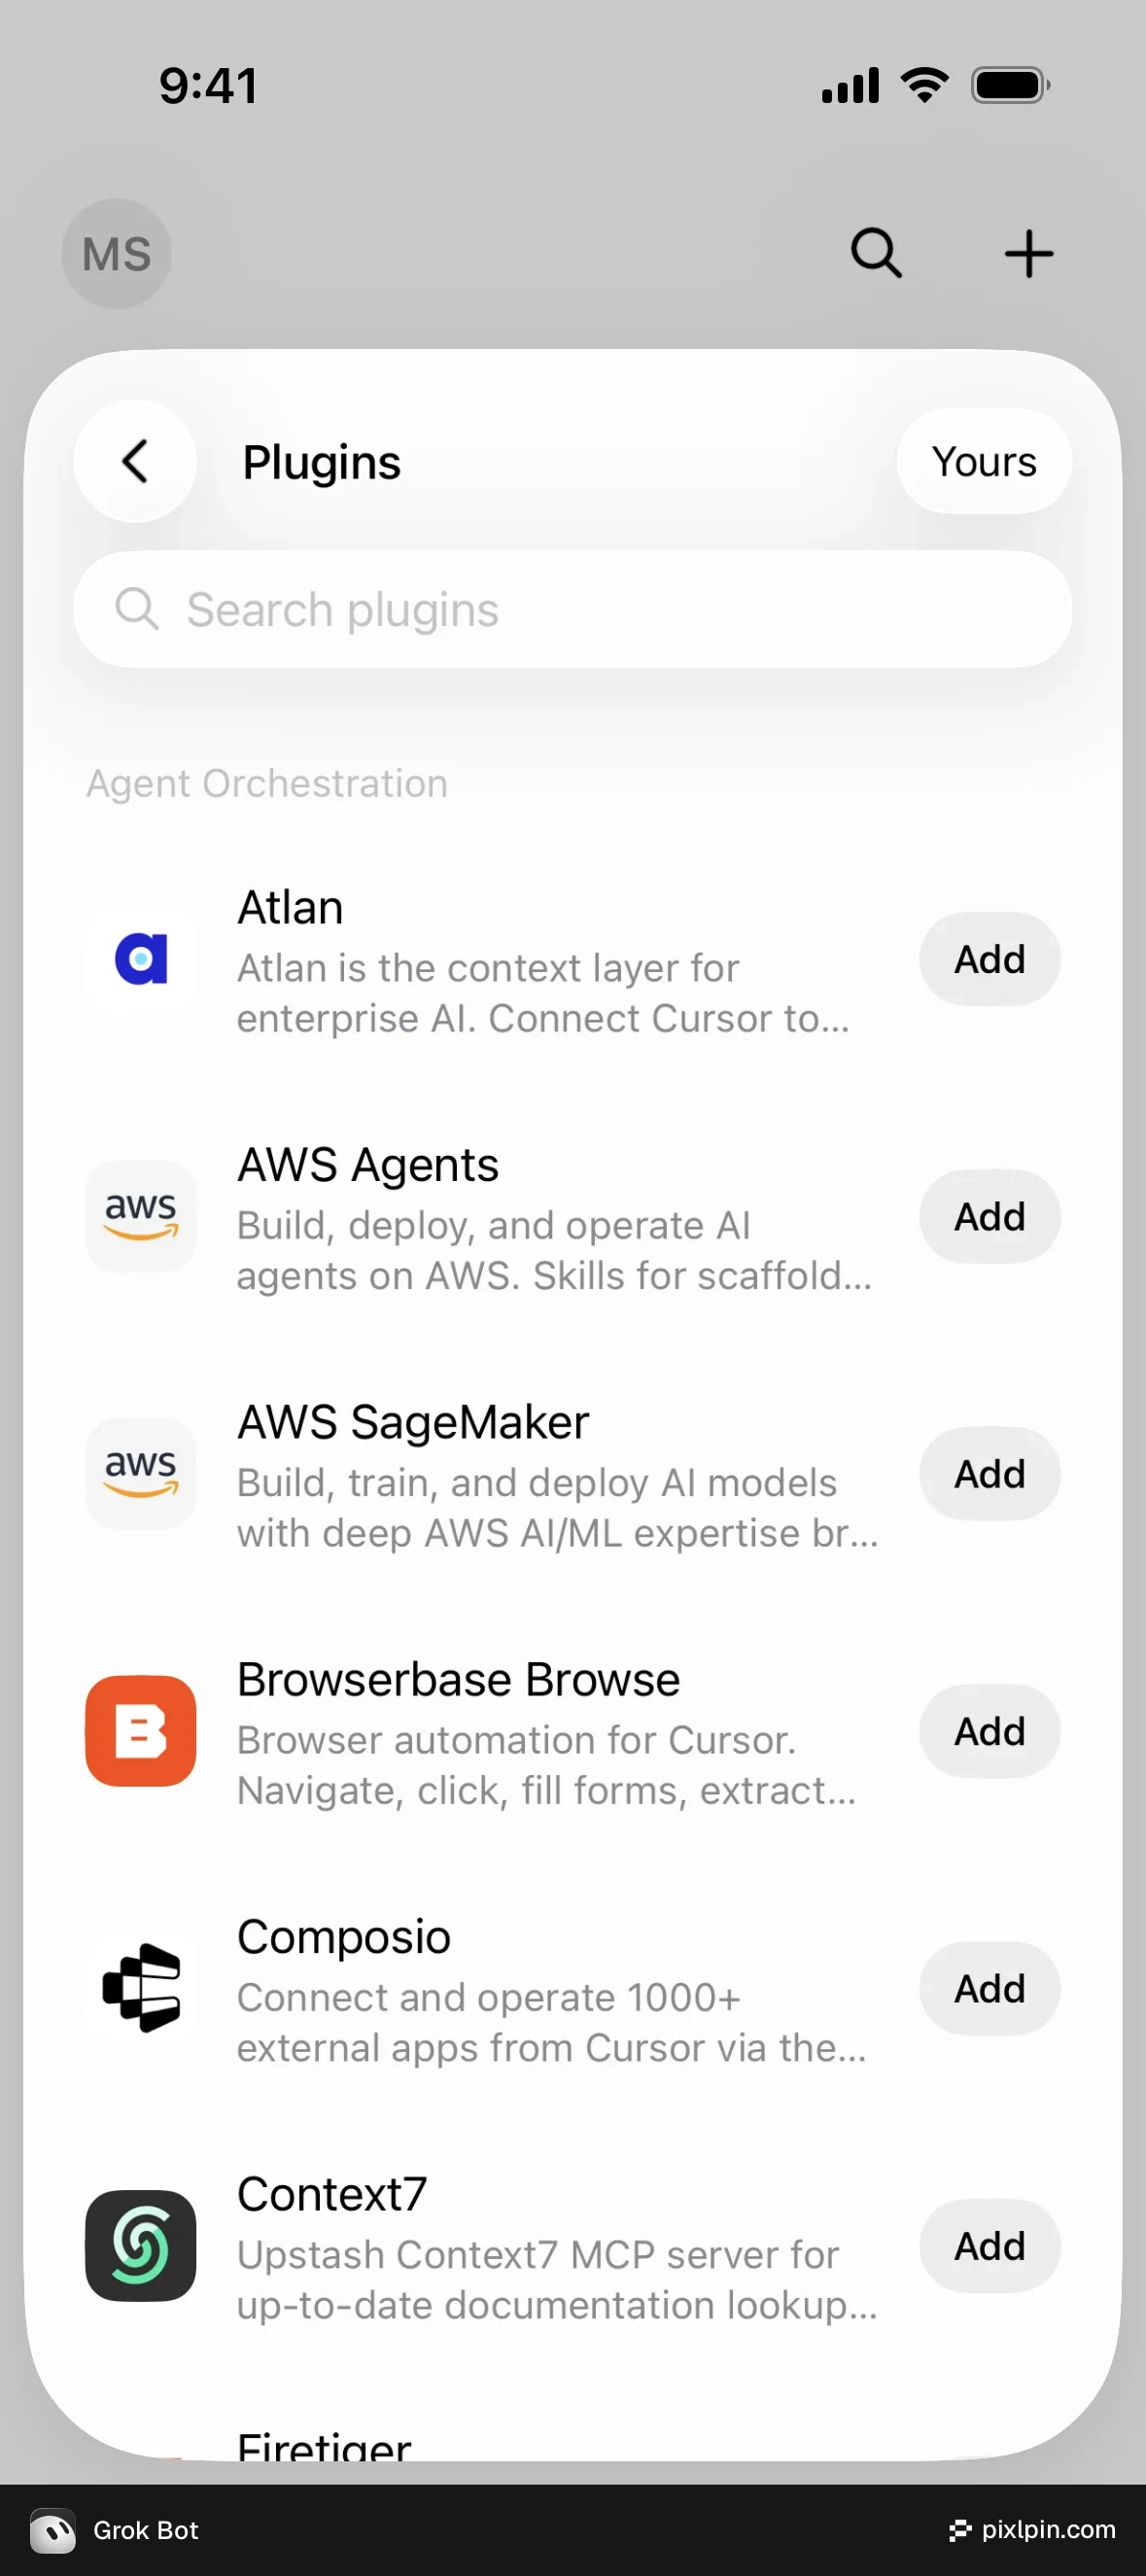 9:41
MS
Plugins
Yours
Search plugins
Agent Orchestration
Atlan
Atlan is the context layer for
enterprise AI. Connect Cursor to...
Add
aws
AWS Agents
Build, deploy, and operate AI
agents on AWS. Skills for scaffold...
Add
aws
AWS SageMaker
Build, train, and deploy AI models
with deep AWS AI/ML expertise br...
Add
B
Browserbase Browse
Browser automation for Cursor.
Navigate, click, fill forms, extract...
Add
Composio
Connect and operate 1000+
external apps from Cursor via the...
Add
Context7
Upstash Context7 MCP server for
up-to-date documentation lookup...
Add
Firetiger
Grok Bot
pixlpin.com